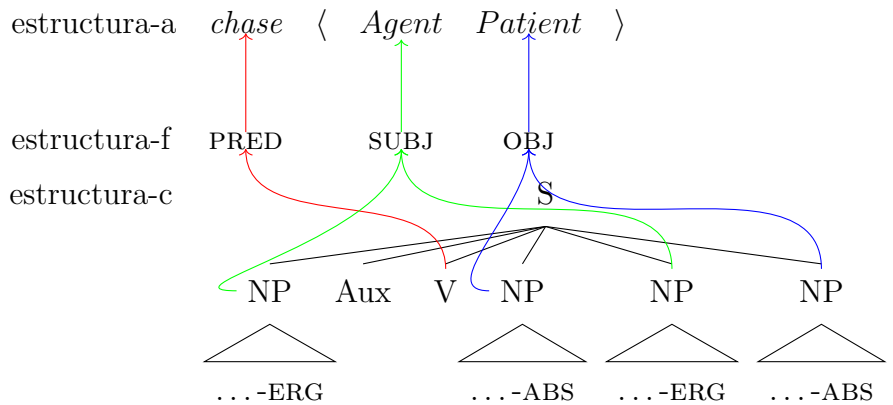 estructura-a chase ⟨ Agent Patient ⟩
estructura-f PRED SUBJ OBJ
estructura-c S
NP Aux V NP NP NP
...-ERG ...-ABS ...-ERG ...-ABS